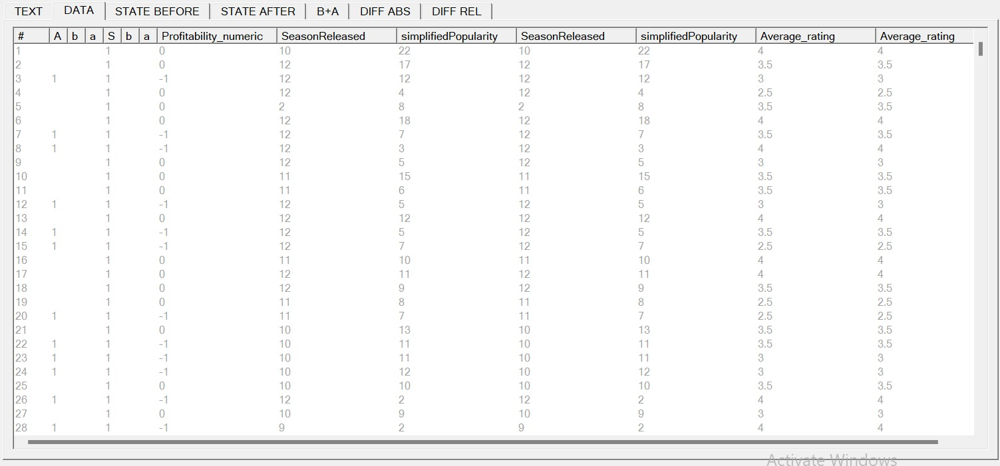 TEXT DATA STATE BEFORE STATE AFTER B+A DIFF ABS DIFF REL
# A b a S b a Profitability_numeric SeasonReleased simplifiedPopularity SeasonReleased simplifiedPopularity Average_rating Average_rating
1 1 0 10 22 10 22 4 4
2 1 0 12 17 12 17 3.5 3.5
3 1 1 -1 12 12 12 12 3 3
4 1 0 12 4 12 4 2.5 2.5
5 1 0 2 8 2 8 3.5 3.5
6 1 0 12 18 12 18 4 4
7 1 1 -1 12 7 12 7 3.5 3.5
8 1 1 -1 12 3 12 3 4 4
9 1 0 12 5 12 5 3 3
10 1 0 11 15 11 15 3.5 3.5
11 1 0 11 6 11 6 3.5 3.5
12 1 1 -1 12 5 12 5 3 3
13 1 0 12 12 12 12 4 4
14 1 1 -1 12 5 12 5 3.5 3.5
15 1 1 -1 12 7 12 7 2.5 2.5
16 1 0 11 10 11 10 4 4
17 1 0 12 11 12 11 4 4
18 1 0 12 9 12 9 3.5 3.5
19 1 0 11 8 11 8 2.5 2.5
20 1 1 -1 11 7 11 7 2.5 2.5
21 1 0 10 13 10 13 3.5 3.5
22 1 1 -1 10 11 10 11 3.5 3.5
23 1 1 -1 10 11 10 11 3 3
24 1 1 -1 10 12 10 12 3 3
25 1 0 10 10 10 10 3.5 3.5
26 1 1 -1 12 2 12 2 4 4
27 1 0 10 9 10 9 3 3
28 1 1 -1 9 2 9 2 4 4
Activate Windows